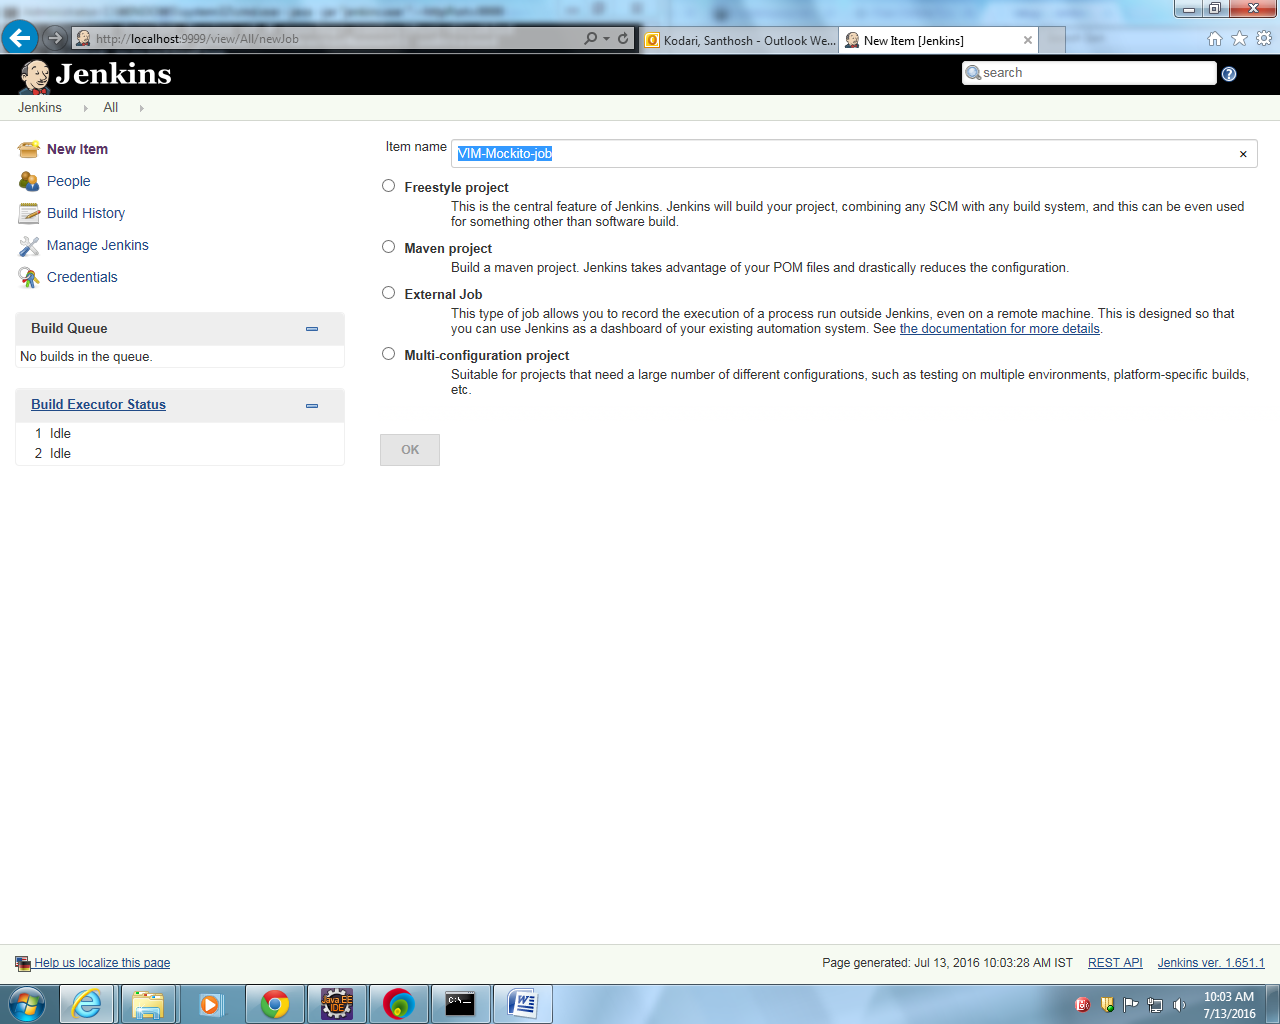 http://localhost:9999/view/All/newJob
Kodari, Santhosh - Outlook We...
New Item [Jenkins]
Jenkins
search
Jenkins
All
New Item
People
Build History
Manage Jenkins
Credentials
Build Queue
No builds in the queue.
Build Executor Status
1 Idle
2 Idle
Item name
VIM-Mockito-job
Freestyle project
This is the central feature of Jenkins. Jenkins will build your project, combining any SCM with any build system, and this can be even used
for something other than software build.
Maven project
Build a maven project. Jenkins takes advantage of your POM files and drastically reduces the configuration.
External Job
This type of job allows you to record the execution of a process run outside Jenkins, even on a remote machine. This is designed so that
you can use Jenkins as a dashboard of your existing automation system. See the documentation for more details.
Multi-configuration project
Suitable for projects that need a large number of different configurations, such as testing on multiple environments, platform-specific builds,
etc.
OK
Help us localize this page
Page generated: Jul 13, 2016 10:03:28 AM IST
REST API
Jenkins ver. 1.651.1
Java EE
IDE
C:\_
10:03 AM
7/13/2016